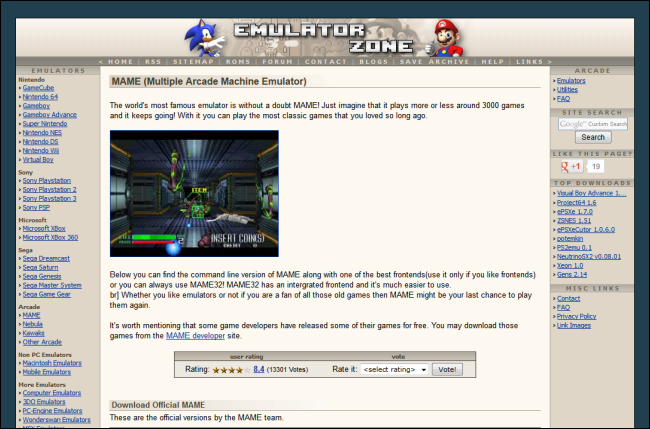 EMULATOR
ZONE
< HOME | RSS | SITEMAP | ROMS | FORUM | CONTACT | BLOGS | SAVE ARCHIVE | HELP | LINKS >
EMULATORS
Nintendo
GameCube
Nintendo 64
Gameboy
Gameboy Advance
Super Nintendo
Nintendo NES
Nintendo DS
Nintendo Wii
Virtual Boy
Sony
Sony Playstation
Sony Playstation 2
Sony Playstation 3
Sony PSP
Microsoft
Microsoft XBox
Microsoft XBox 360
Sega
Sega Dreamcast
Sega Saturn
Sega Genesis
Sega Master System
Sega Game Gear
Arcade
MAME
Nebula
Kawaks
Other Arcade
Non PC Emulators
Macintosh Emulators
Mobile Emulators
More Emulators
Computer Emulators
3DO Emulators
PC-Engine Emulators
Wonderswan Emulators
MAME (Multiple Arcade Machine Emulator)
The world's most famous emulator is without a doubt MAME! Just imagine that it plays more or less around 3000 games
and it keeps going! With it you can play the most classic games that you loved so long ago.
ITEM
INSERT COIN(S)
CREDIT 0
2
Below you can find the command line version of MAME along with one of the best frontends(use it only if you like frontends)
or you can always use MAME32! MAME32 has an intergrated frontend and it's much easier to use.
br] Whether you like emulators or not if you are a fan of all those old games then MAME might be your last chance to play
them again.
It's worth mentioning that some game developers have released some of their games for free. You may download those
games from the MAME developer site.
user rating
vote
Rating: 8.4 (13301 Votes)
Rate it: <select rating> Vote!
Download Official MAME
These are the official versions by the MAME team.
ARCADE
Emulators
Utilities
FAQ
SITE SEARCH
Google Custom Search
Search
LIKE THIS PAGE?
+1 19
TOP DOWNLOADS
Visual Boy Advance 1....
Project64 1.6
ePSXe 1.7.0
ZSNES 1.51
ePSXeCutor 1.0.6.0
potemkin
PS2emu 0.1
NeutrinoSX2 v0.08.01
Xeon 1.0
Gens 2.14
MISC LINKS
Contact
FAQ
Privacy Policy
Link Images